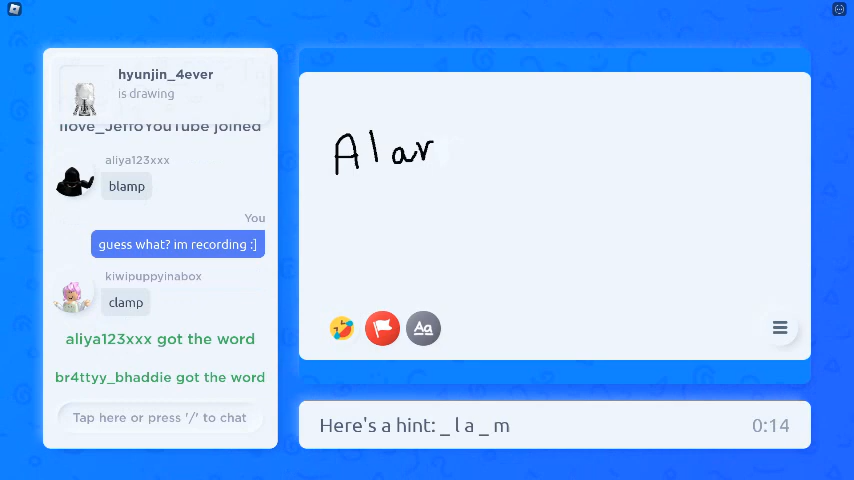 hyunjin_4ever
is drawing
ilove_JeffoYouTube joined
aliya123xxx
blamp
You
guess what? im recording :]
kiwipuppyinabox
clamp
aliya123xxx got the word
br4ttyy_bhaddie got the word
Tap here or press '/' to chat
Alar
Aa
Here's a hint: _ l a _ m
0:14